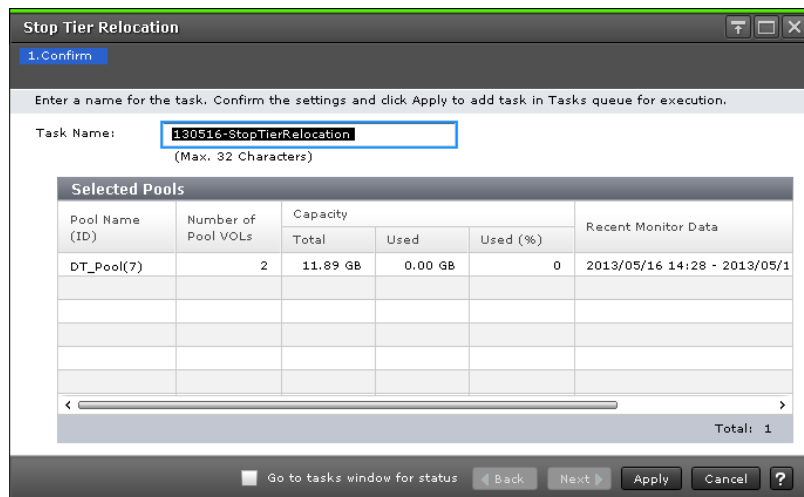 Stop Tier Relocation
1.Confirm
Enter a name for the task. Confirm the settings and click Apply to add task in Tasks queue for execution.
Task Name: 130516-StopTierRelocation
(Max. 32 Characters)
Selected Pools
Pool Name (ID) Number of Pool VOLs Capacity Recent Monitor Data
Total Used Used (%)
DT_Pool(7) 2 11.89 GB 0.00 GB 0 2013/05/16 14:28 - 2013/05/1
Total: 1
Go to tasks window for status Back Next Apply Cancel ?